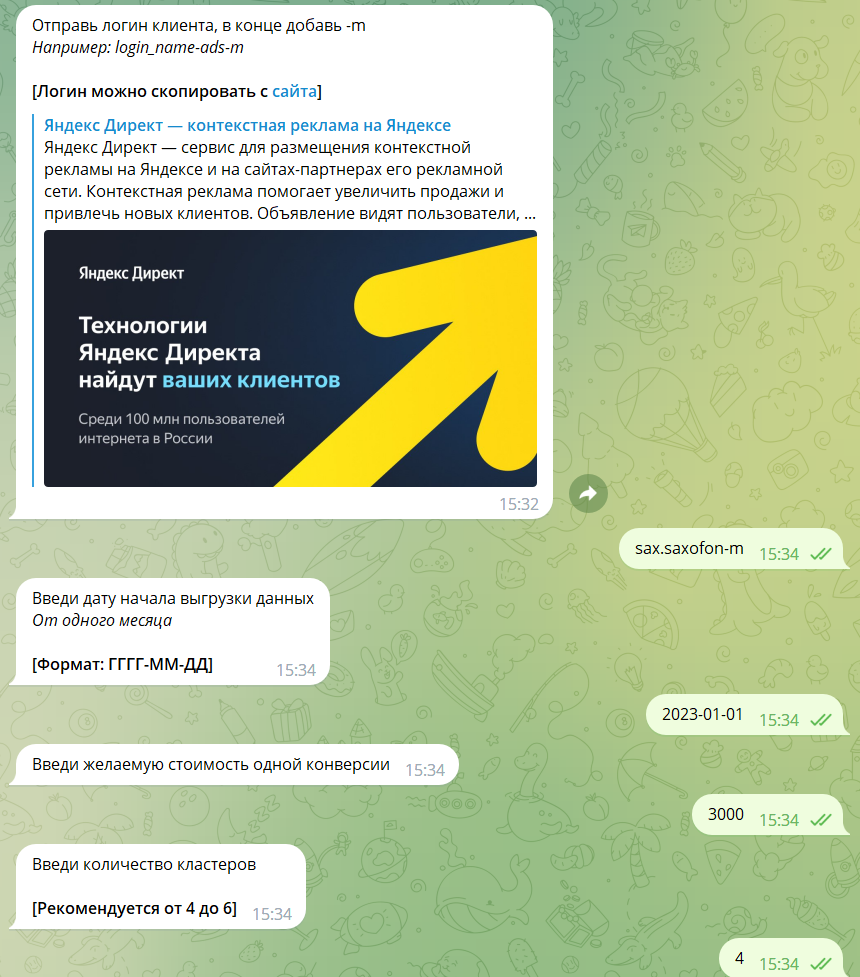 Отправь логин клиента, в конце добавь -m
Например: login_name-ads-m
[Логин можно скопировать с сайта]
Яндекс Директ — контекстная реклама на Яндексе
Яндекс Директ — сервис для размещения контекстной
рекламы на Яндексе и на сайтах-партнерах его рекламной
сети. Контекстная реклама помогает увеличить продажи и
привлечь новых клиентов. Объявление видят пользователи, ...
Яндекс Директ
Технологии
Яндекс Директа
найдут ваших клиентов
Среди 100 млн пользователей
интернета в России
15:32
sax.saxofon-m 15:34
Введи дату начала выгрузки данных
От одного месяца
[Формат: ГГГГ-ММ-ДД] 15:34
2023-01-01 15:34
Введи желаемую стоимость одной конверсии 15:34
3000 15:34
Введи количество кластеров
[Рекомендуется от 4 до 6] 15:34
4 15:34